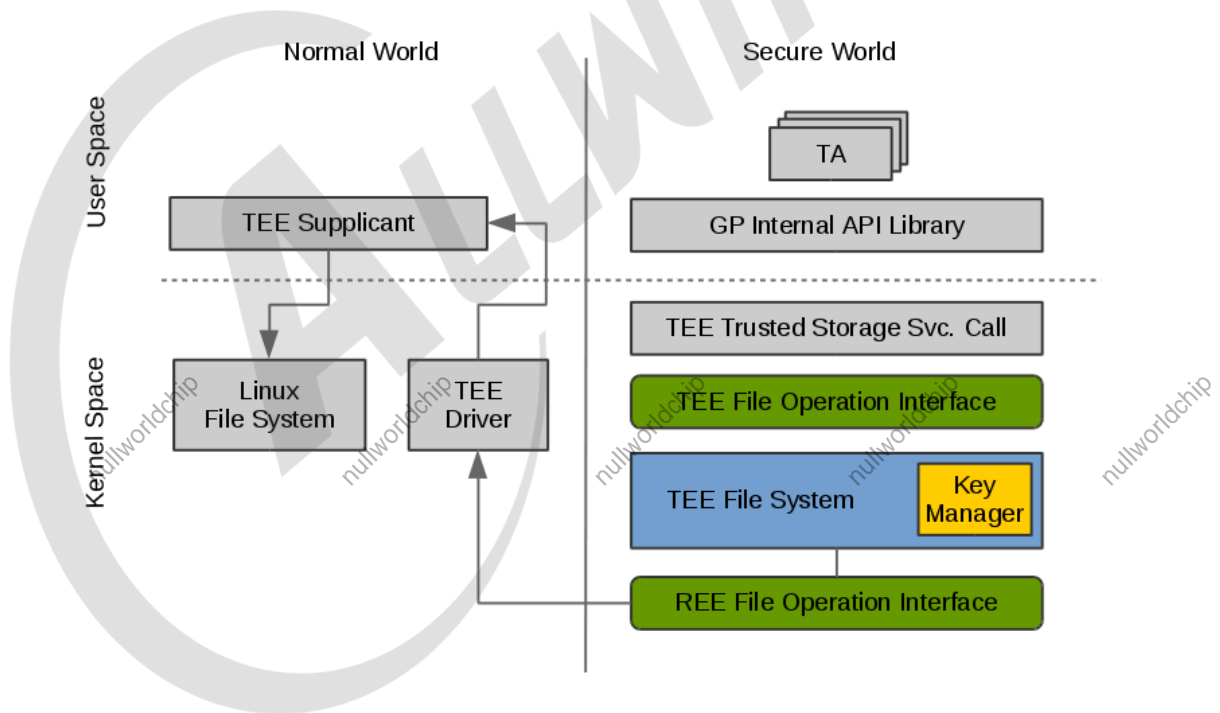 Normal World
Secure World
User Space
TA
TEE Supplicant
GP Internal API Library
Kernel Space
TEE Trusted Storage Svc. Call
Linux
File System
TEE
Driver
TEE File Operation Interface
TEE File System
Key
Manager
REE File Operation Interface
nullworldchip
nullworldchip
nullworldchip
nullworldchip
nullworldchip
ALLWIN